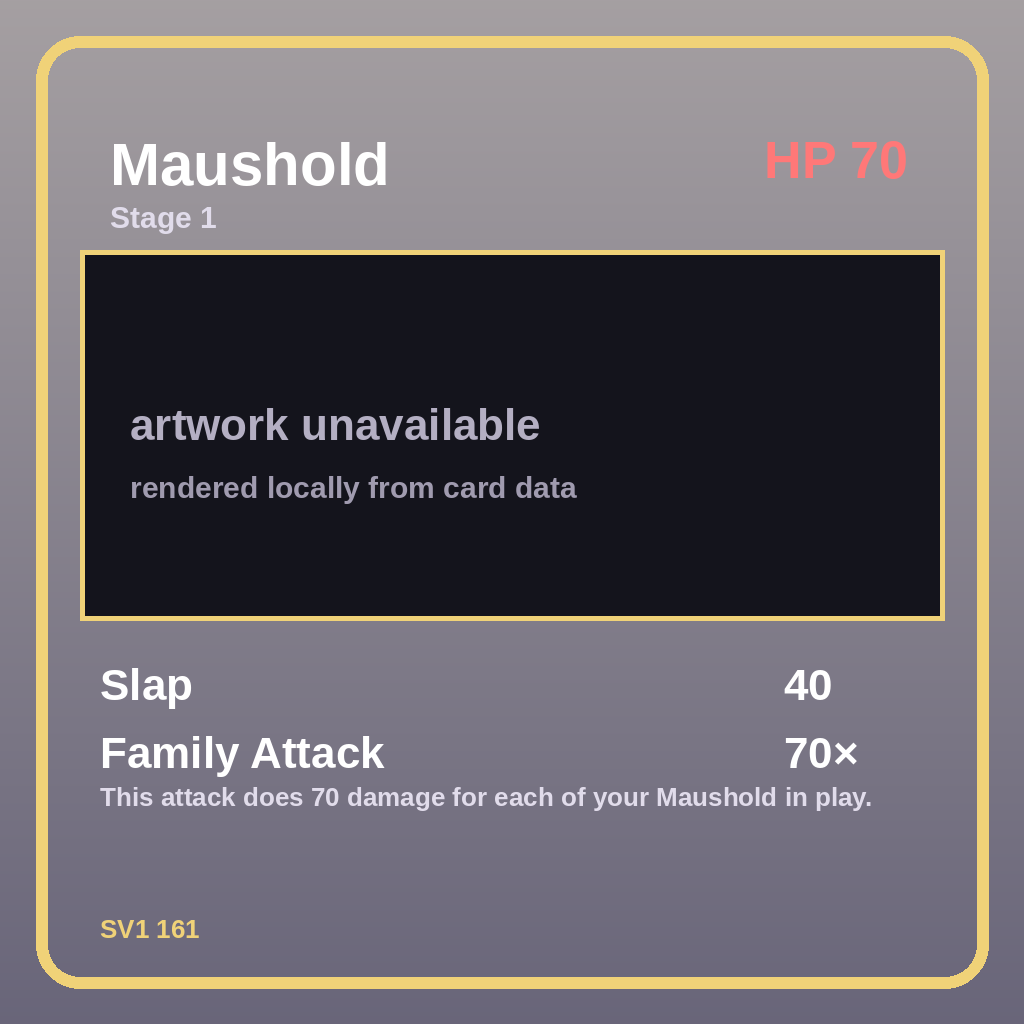 Maushold
HP 70
Stage 1
artwork unavailable
rendered locally from card data
Slap 40
Family Attack 70×
This attack does 70 damage for each of your Maushold in play.
SV1 161